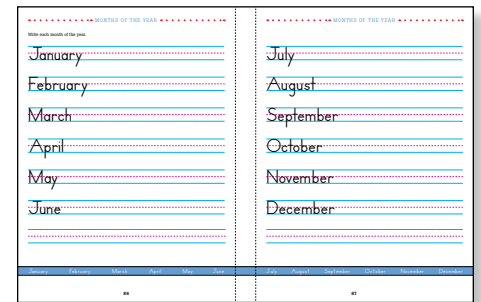 MONTHS OF THE YEAR
Write each month of the year.
January
February
March
April
May
June
January February March April May June
88
MONTHS OF THE YEAR
July
August
September
October
November
December
July August September October November December
87